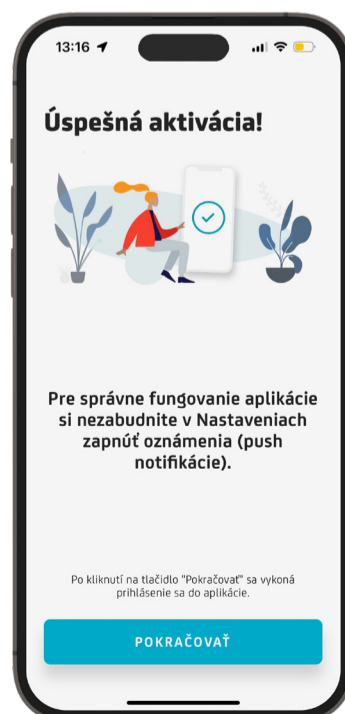 13:16
Úspešná aktivácia!
Pre správne fungovanie aplikácie
si nezabudnite v Nastaveniach
zapnúť oznámenia (push
notifikácie).
Po kliknutí na tlačidlo "Pokračovať" sa vykoná
prihlásenie sa do aplikácie.
POKRAČOVAŤ